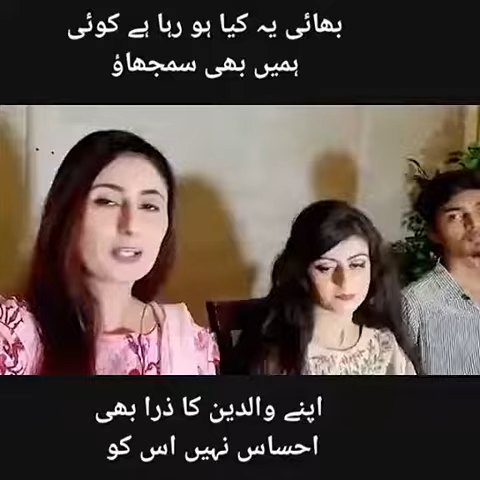 بھائی یہ کیا ہو رہا ہے کوئی
ہمیں بھی سمجھاؤ
اپنے والدین کا ذرا بھی
احساس نہیں اس کو